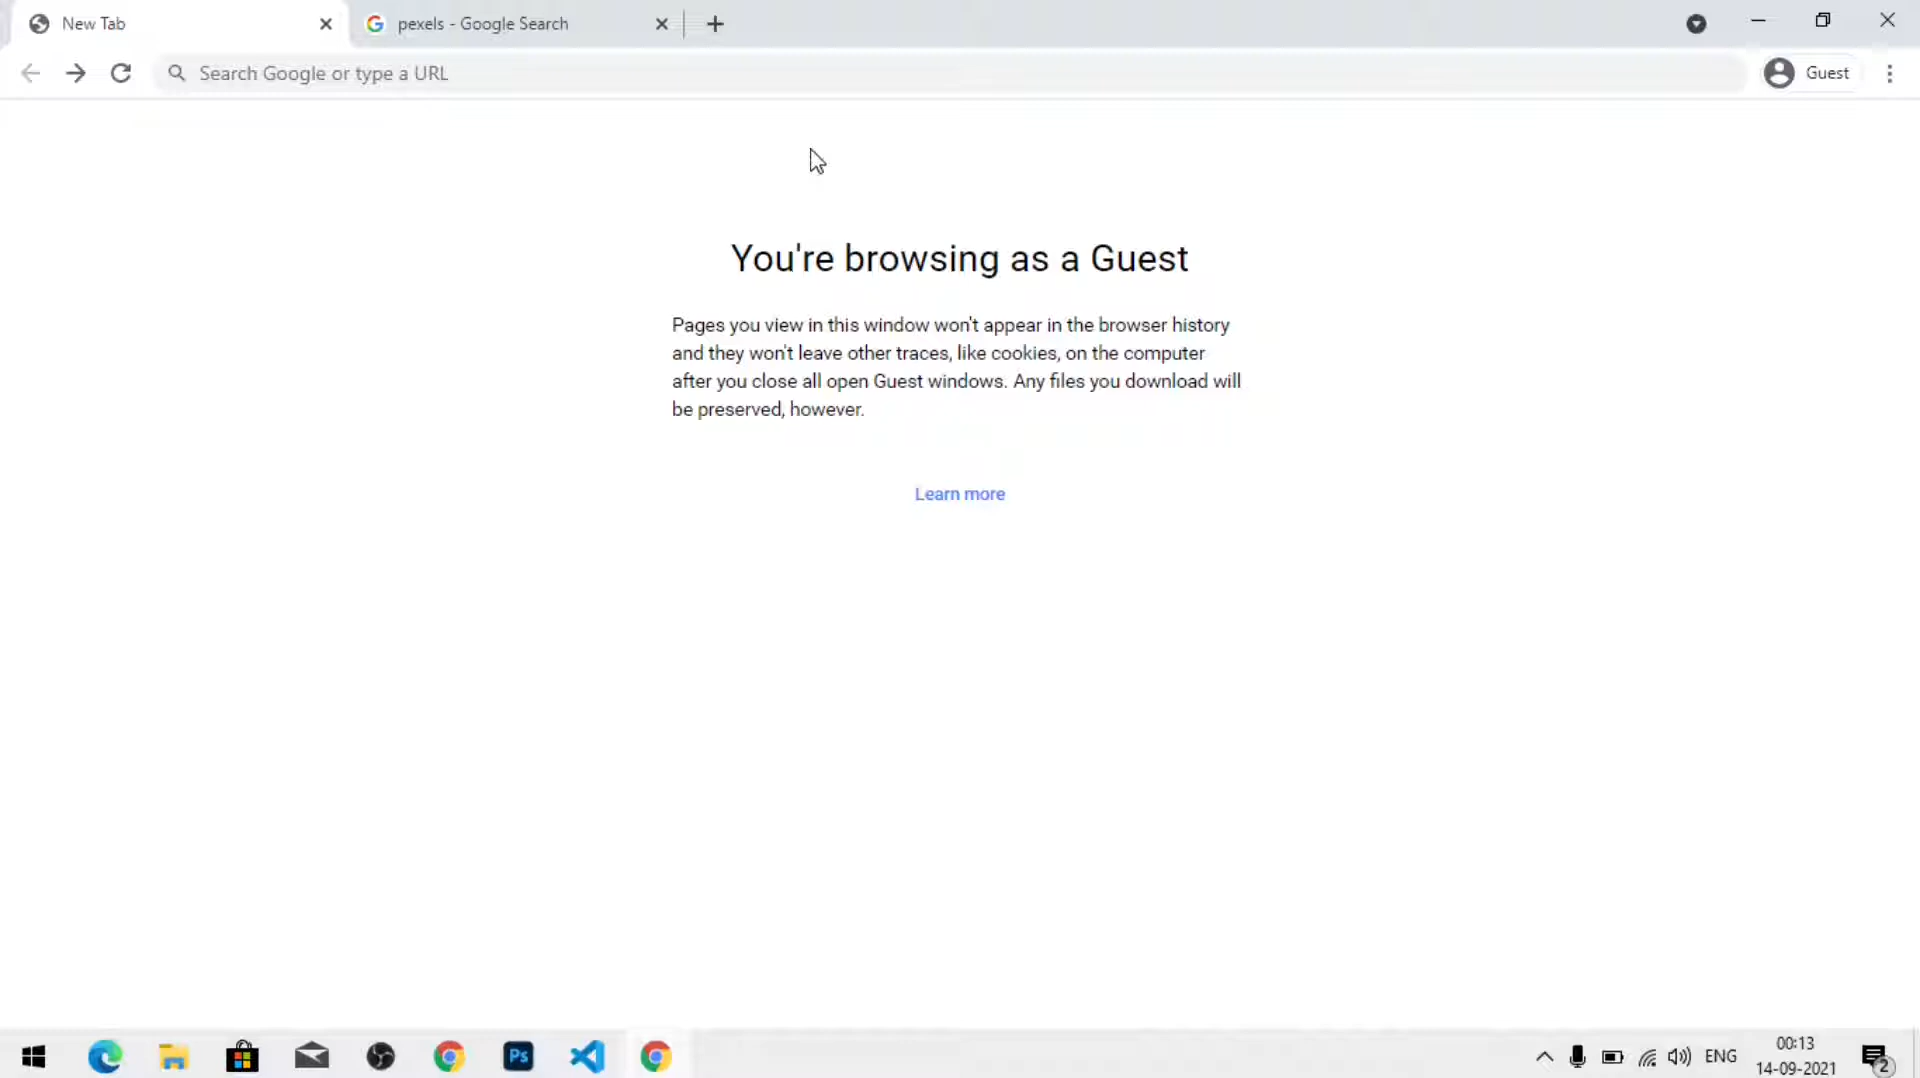 New Tab
pexels - Google Search
Search Google or type a URL
Guest
You're browsing as a Guest
Pages you view in this window won't appear in the browser history
and they won't leave other traces, like cookies, on the computer
after you close all open Guest windows. Any files you download will
be preserved, however.
Learn more
Ps
ENG
00:13
14-09-2021
2